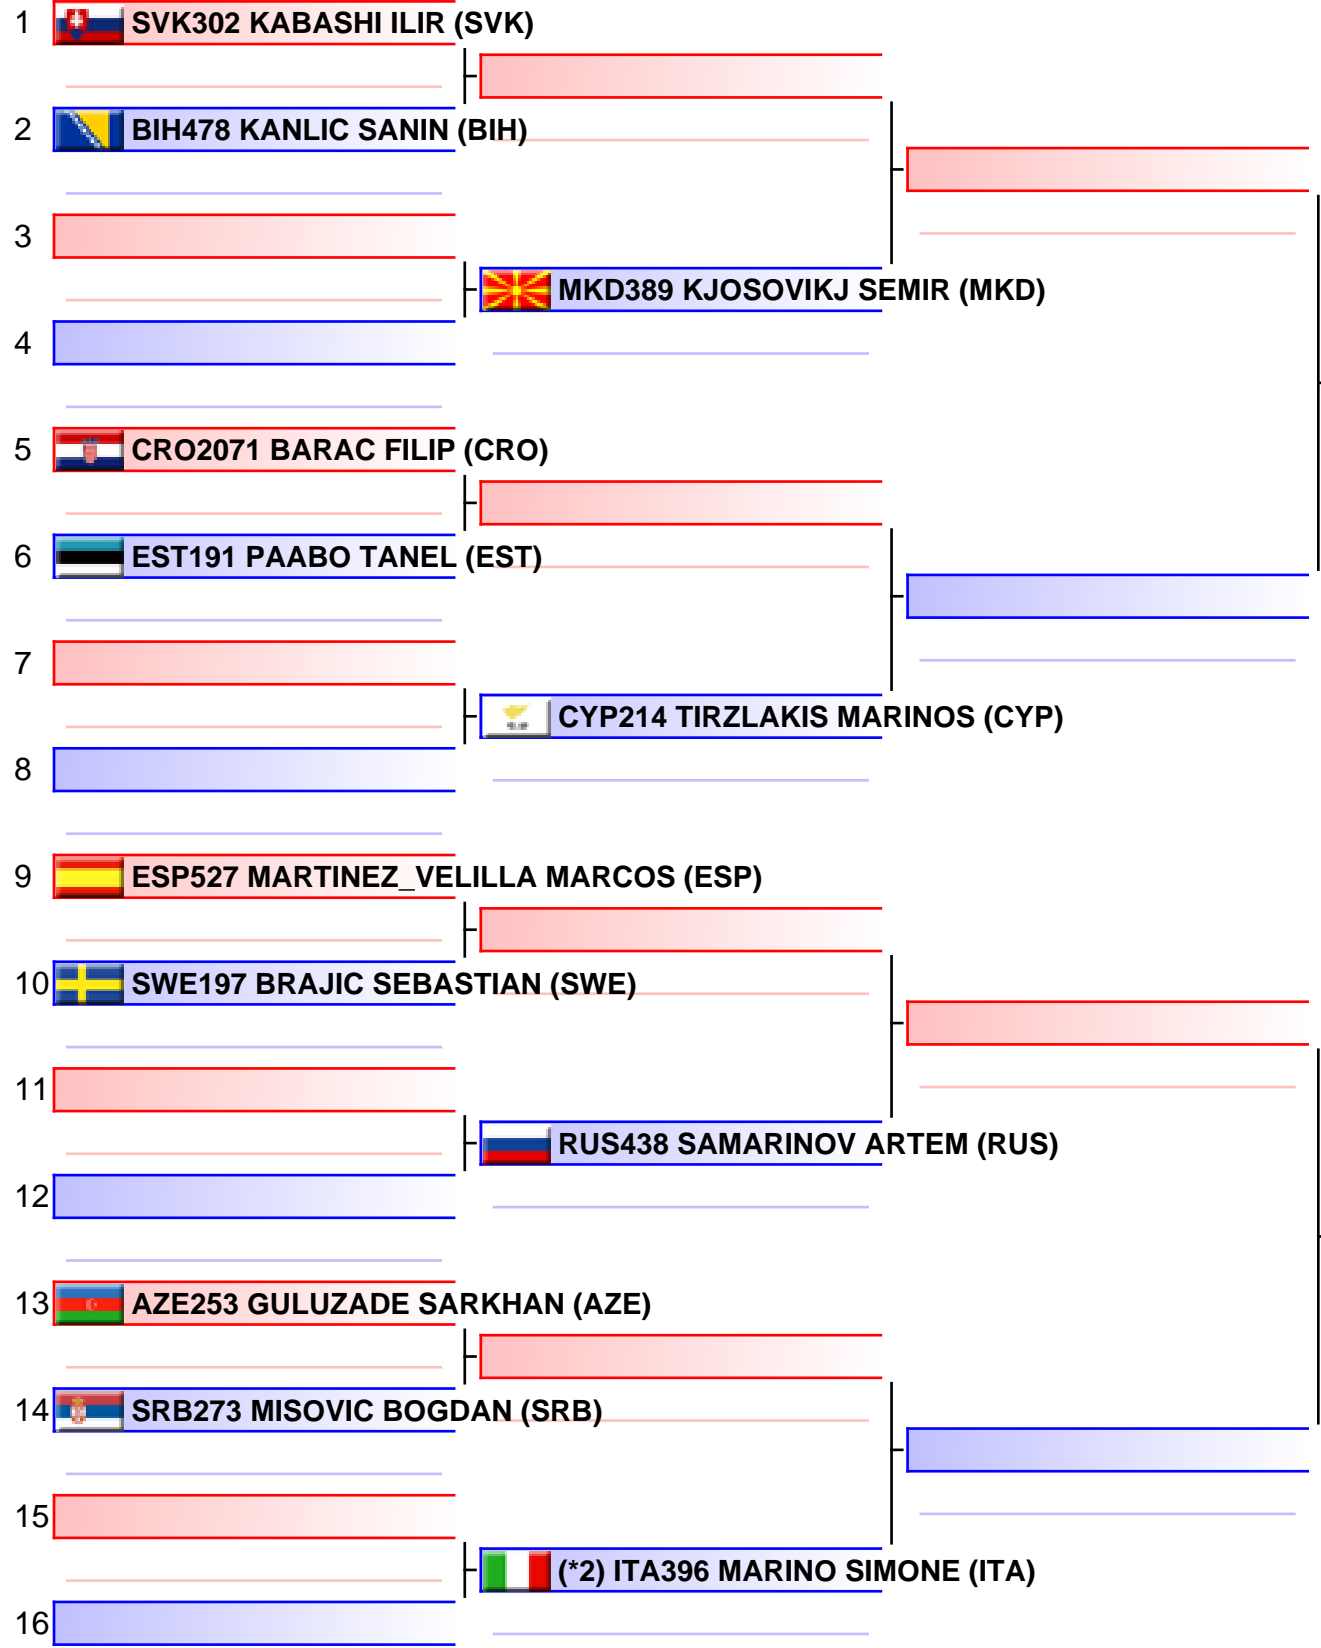 1 SVK302 KABASHI ILIR (SVK)
2 BIH478 KANLIC SANIN (BIH)
3
MKD389 KJOSOVIKJ SEMIR (MKD)
4
5 CRO2071 BARAC FILIP (CRO)
6 EST191 PAABO TANEL (EST)
7
CYP214 TIRZLAKIS MARINOS (CYP)
8
9 ESP527 MARTINEZ_VELILLA MARCOS (ESP)
10 SWE197 BRAJIC SEBASTIAN (SWE)
11
RUS438 SAMARINOV ARTEM (RUS)
12
13 AZE253 GULUZADE SARKHAN (AZE)
14 SRB273 MISOVIC BOGDAN (SRB)
15
(*2) ITA396 MARINO SIMONE (ITA)
16